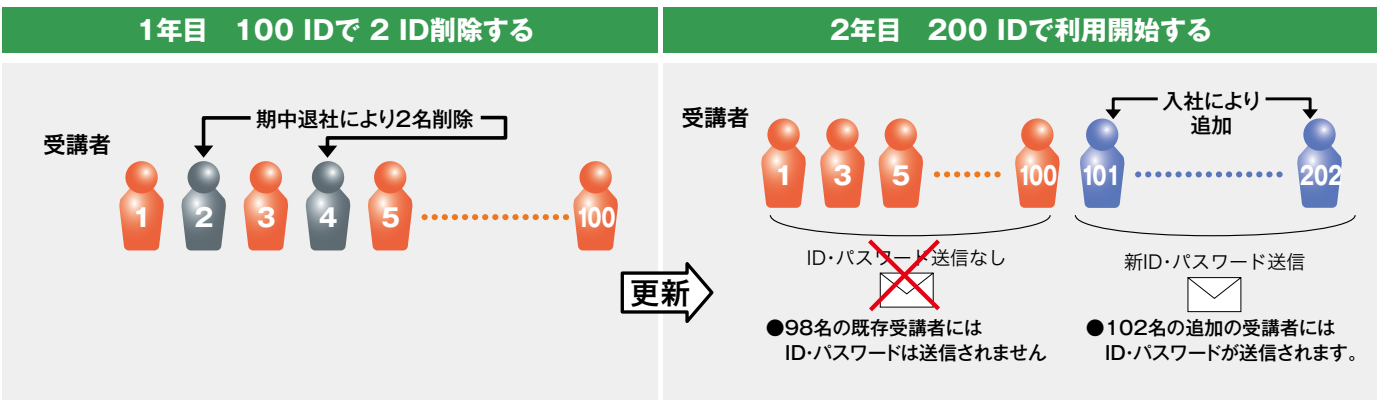 1年目　100 IDで 2 ID削除する
期中退社により2名削除
受講者
1
2
3
4
5
100
更新
2年目　200 IDで利用開始する
受講者
入社により
追加
1
3
5
100
101
202
ID・パスワード送信なし
●98名の既存受講者には
ID・パスワードは送信されません
新ID・パスワード送信
●102名の追加の受講者には
ID・パスワードが送信されます。